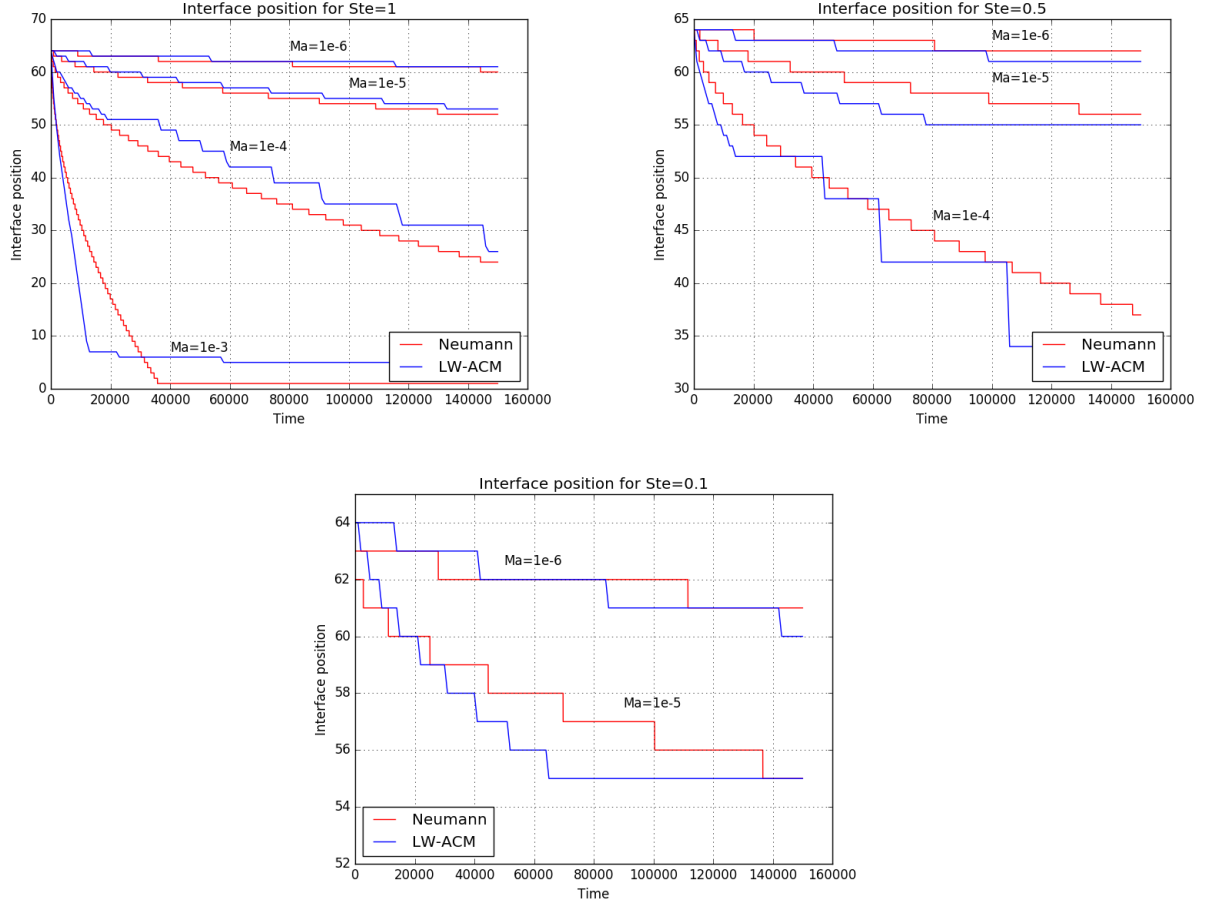 Interface position for Ste=1
70
60
50
40
30
20
10
0
Interface position
Ma=1e-6
Ma=1e-5
Ma=1e-4
Ma=1e-3
Neumann
LW-ACM
0 20000 40000 60000 80000 100000 120000 140000 160000
Time
Interface position for Ste=0.5
65
60
55
50
45
40
35
30
Interface position
Ma=1e-6
Ma=1e-5
Ma=1e-4
Neumann
LW-ACM
0 20000 40000 60000 80000 100000 120000 140000 160000
Time
Interface position for Ste=0.1
64
62
60
58
56
54
52
Interface position
Ma=1e-6
Ma=1e-5
Neumann
LW-ACM
0 20000 40000 60000 80000 100000 120000 140000 160000
Time